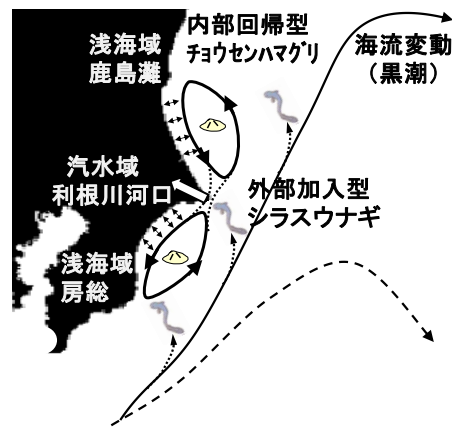 内部回帰型
ﾁｮｳｾﾝﾊﾏｸﾞﾘ
浅海域
鹿島灘
海流変動
（黒潮）
汽水域
利根川河口
外部加入型
シラスウナギ
浅海域
房総